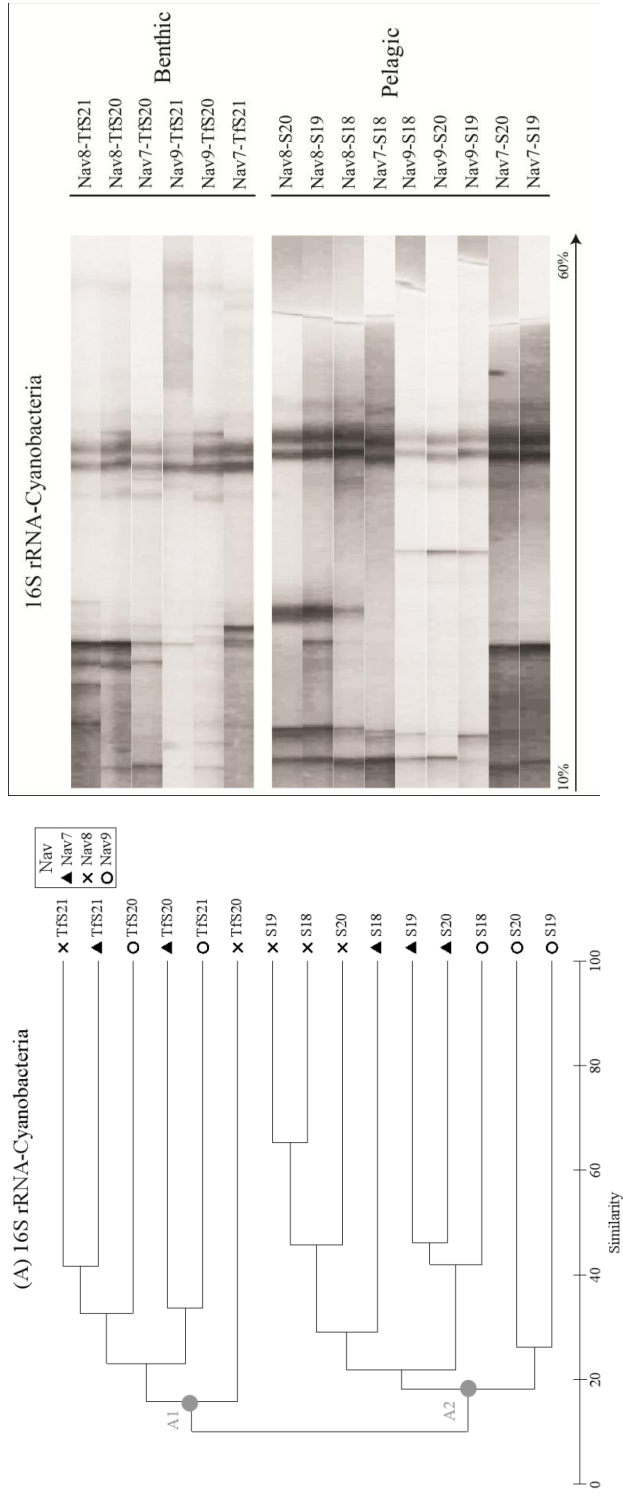 16S rRNA-Cyanobacteria
Nav8-TfS21
Nav8-TfS20
Nav7-TfS20
Nav9-TfS21
Nav9-TfS20
Nav7-TfS21
Benthic
Nav8-S20
Nav8-S19
Nav8-S18
Nav7-S18
Nav9-S18
Nav9-S20
Nav9-S19
Nav7-S20
Nav7-S19
Pelagic
10%
60%
(A) 16S rRNA-Cyanobacteria
Nav
Nav7
Nav8
Nav9
TfS21
TfS21
TfS20
TfS20
TfS21
TfS20
S19
S18
S20
S18
S19
S20
S18
S20
S19
A1
A2
0 20 40 60 80 100
Similarity